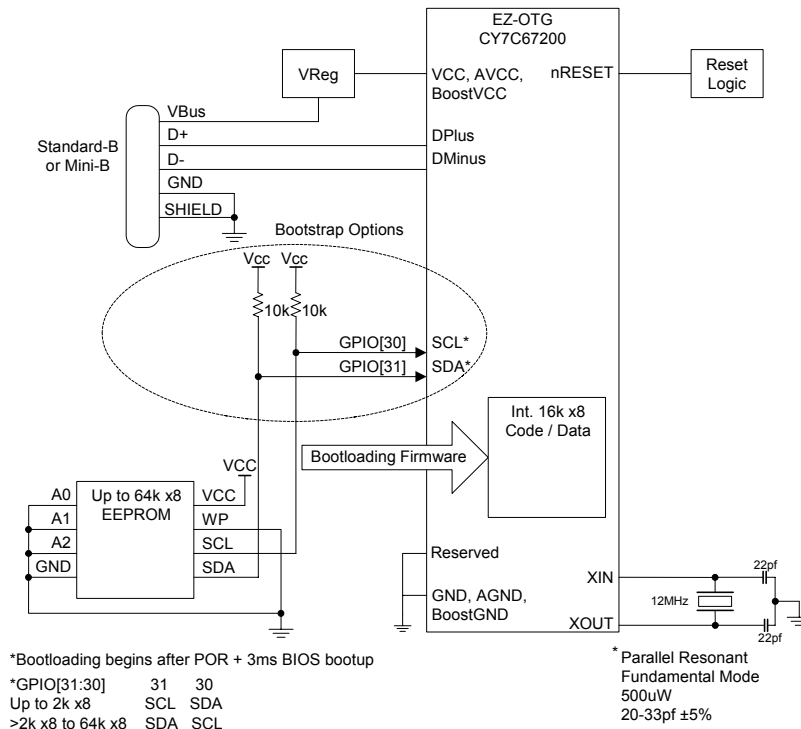 EZ-OTG
CY7C67200
VReg
VCC, AVCC,
BoostVCC
nRESET
Reset
Logic
VBus
D+
DPlus
Standard-B
or Mini-B
D-
DMinus
GND
SHIELD
Bootstrap Options
Vcc Vcc
10k 10k
GPIO[30]
SCL*
GPIO[31]
SDA*
Int. 16k x8
Code / Data
Bootloading Firmware
VCC
Up to 64k x8
EEPROM
A0
VCC
A1
WP
A2
SCL
GND
SDA
Reserved
GND, AGND,
BoostGND
XIN
22pf
12MHz
XOUT
22pf
*Bootloading begins after POR + 3ms BIOS bootup
*GPIO[31:30] 31 30
Up to 2k x8 SCL SDA
>2k x8 to 64k x8 SDA SCL
* Parallel Resonant
Fundamental Mode
500uW
20-33pf ±5%